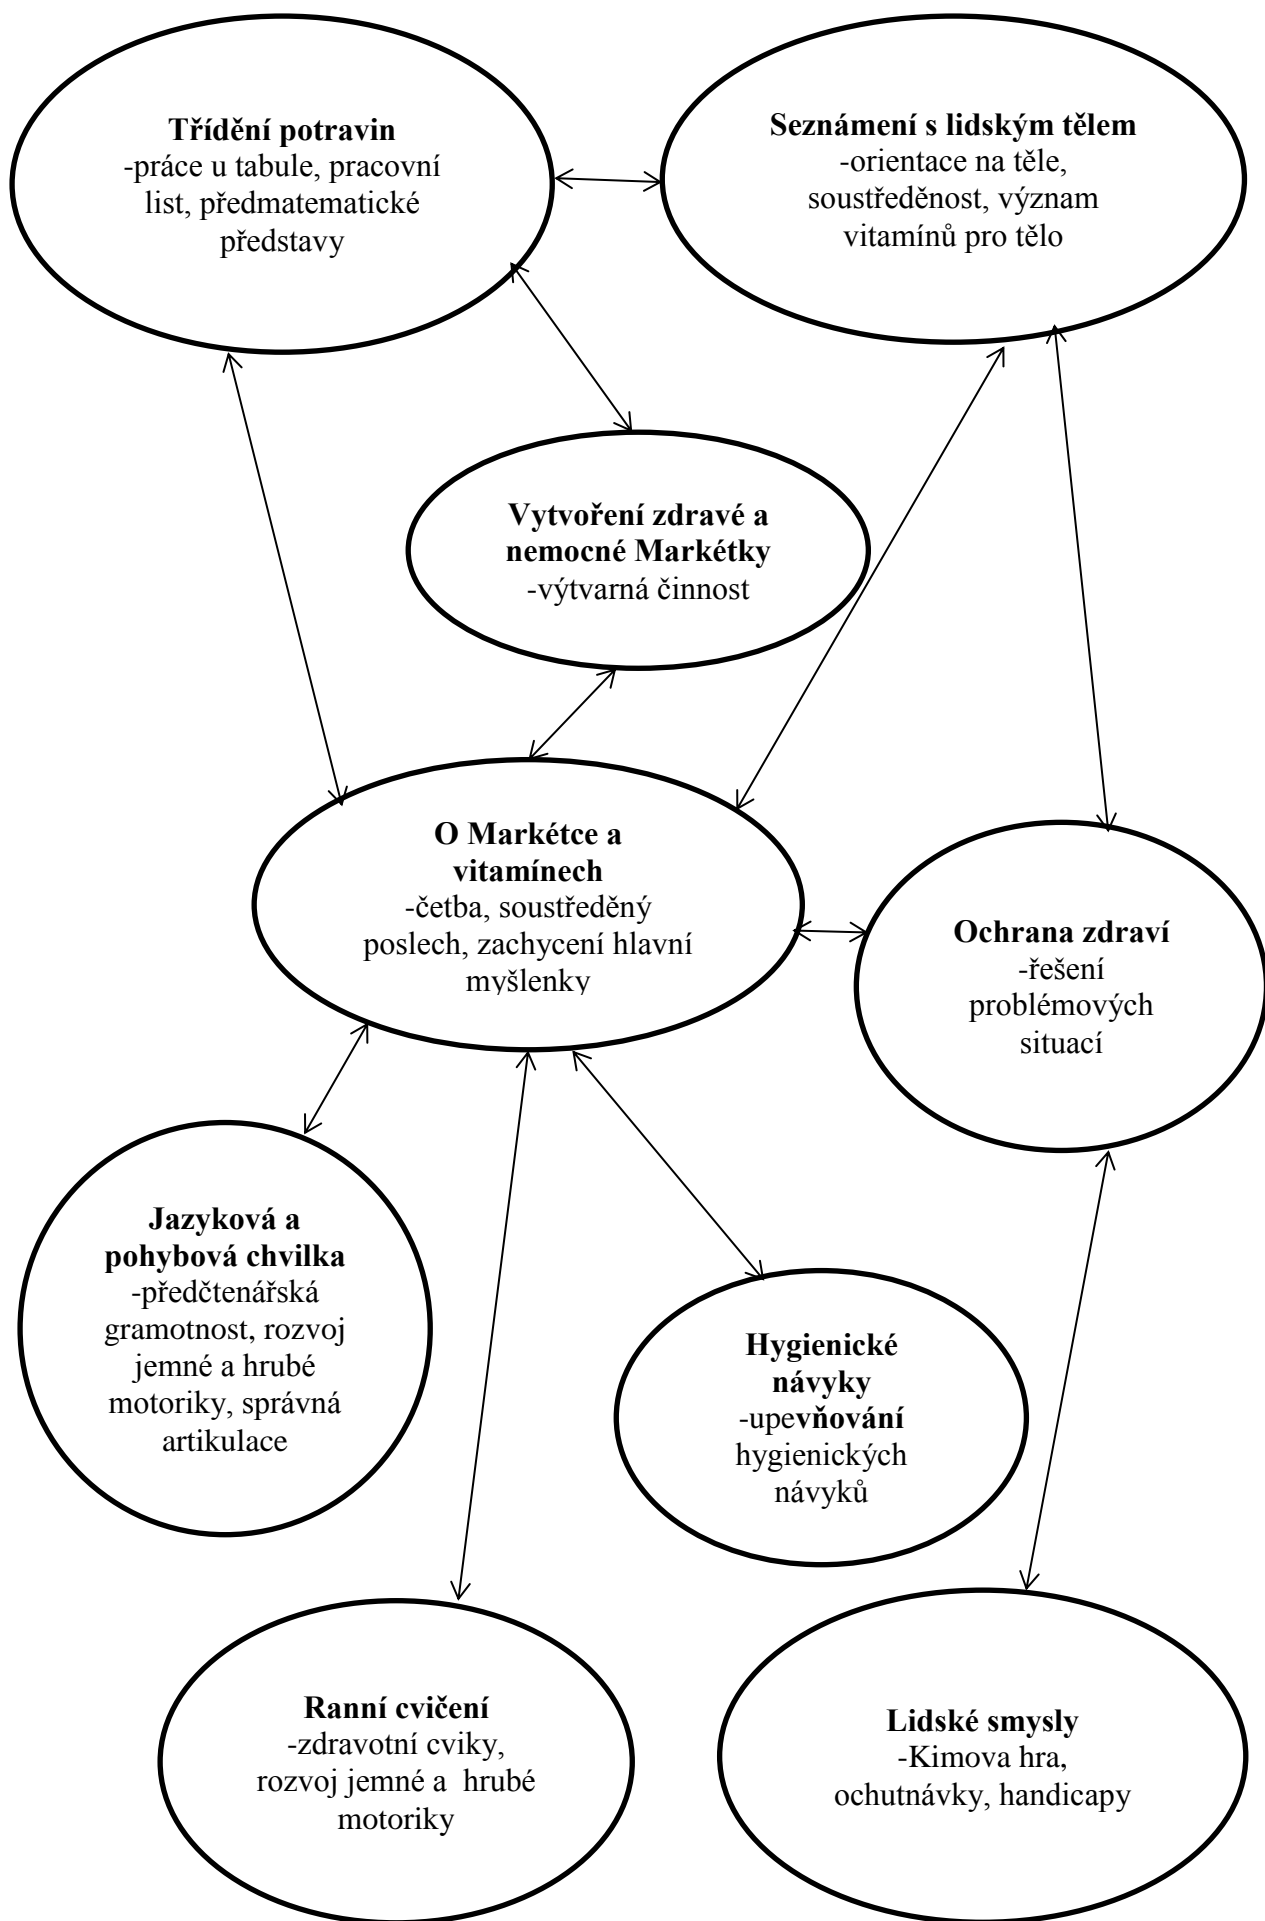 Třídění potravin
-práce u tabule, pracovní
list, předmatematické
představy
Seznámení s lidským tělem
-orientace na těle,
soustředěnost, význam
vitamínů pro tělo
Vytvoření zdravé a
nemocné Markétky
-výtvarná činnost
O Markétce a
vitamínech
-četba, soustředěný
poslech, zachycení hlavní
myšlenky
Ochrana zdraví
-řešení
problémových
situací
Jazyková a
pohybová chvilka
-předčtenářská
gramotnost, rozvoj
jemné a hrubé
motoriky, správná
artikulace
Hygienické
návyky
-upevňování
hygienických
návyků
Ranní cvičení
-zdravotní cviky,
rozvoj jemné a  hrubé
motoriky
Lidské smysly
-Kimova hra,
ochutnávky, handicapy